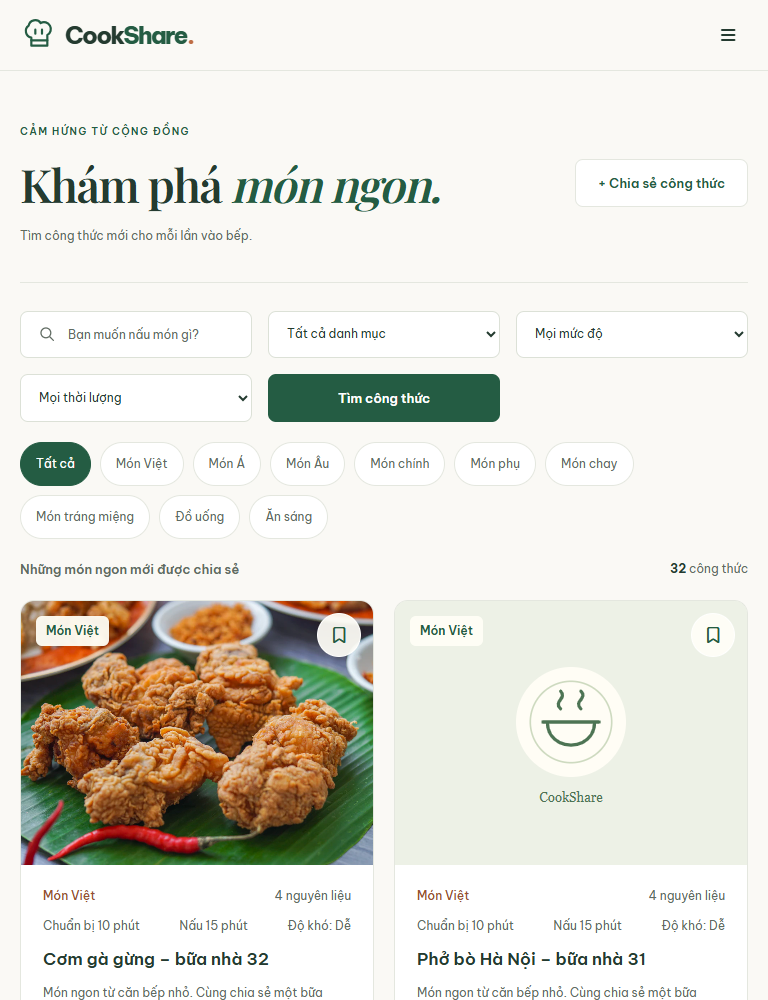 CookShare.
CẢM HỨNG TỪ CỘNG ĐỒNG
Khám phá món ngon.
+ Chia sẻ công thức
Tìm công thức mới cho mỗi lần vào bếp.
Bạn muốn nấu món gì?
Tất cả danh mục
Mọi mức độ
Mọi thời lượng
Tìm công thức
Tất cả
Món Việt
Món Á
Món Âu
Món chính
Món phụ
Món chay
Món tráng miệng
Đồ uống
Ăn sáng
Những món ngon mới được chia sẻ
32 công thức
Món Việt
Món Việt
CookShare
Món Việt
4 nguyên liệu
Chuẩn bị 10 phút
Nấu 15 phút
Độ khó: Dễ
Cơm gà gừng – bữa nhà 32
Món ngon từ căn bếp nhỏ. Cùng chia sẻ một bữa
Món Việt
4 nguyên liệu
Chuẩn bị 10 phút
Nấu 15 phút
Độ khó: Dễ
Phở bò Hà Nội – bữa nhà 31
Món ngon từ căn bếp nhỏ. Cùng chia sẻ một bữa